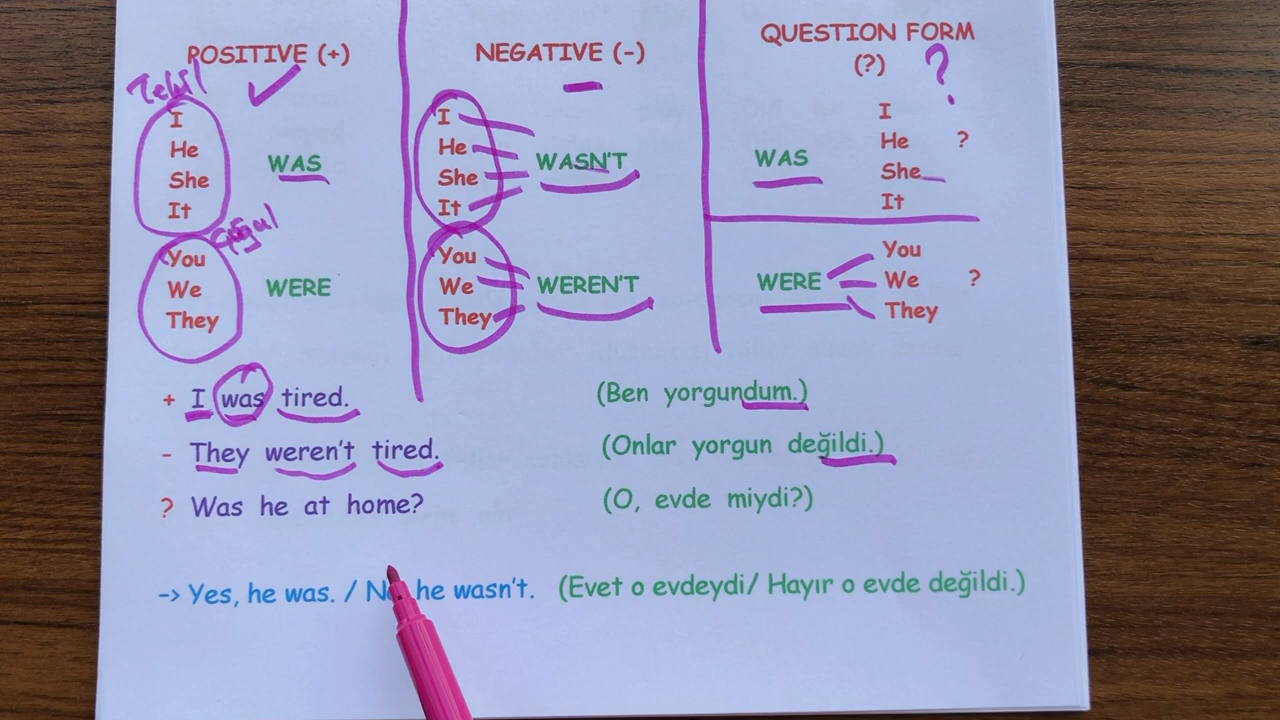 POSITIVE (+)
Tekil
I
He
She
It
WAS
Çoğul
You
We
They
WERE
NEGATIVE (-)
I
He
She
It
WASN'T
You
We
They
WEREN'T
QUESTION FORM
(?)
?
WAS
I
He ?
She
It
WERE
You
We ?
They
+ I was tired. (Ben yorgundum.)
- They weren't tired. (Onlar yorgun değildi.)
? Was he at home? (O, evde miydi?)
-> Yes, he was. / No he wasn't. (Evet o evdeydi/ Hayır o evde değildi.)